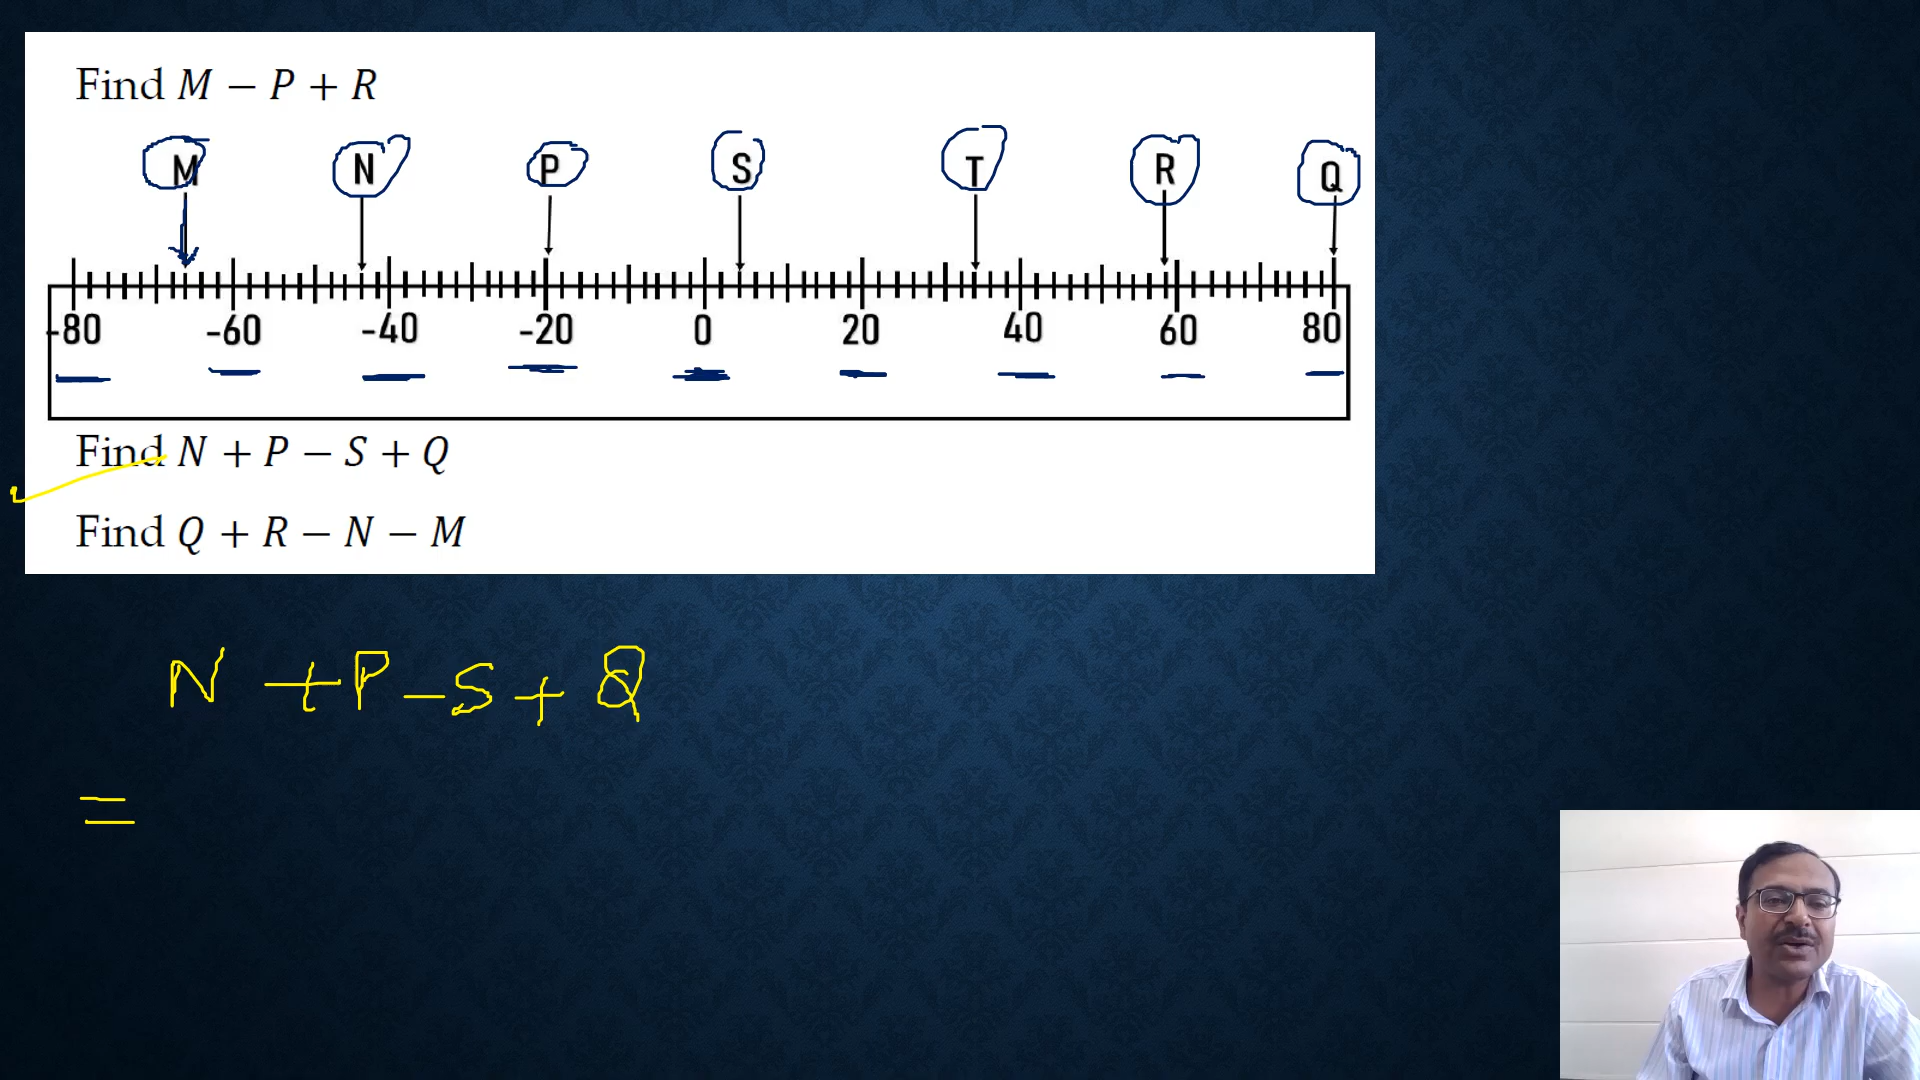 Find M − P + R
M N P S T R Q
-80 -60 -40 -20 0 20 40 60 80
Find N + P − S + Q
Find Q + R − N − M
N + P − S + Q
=